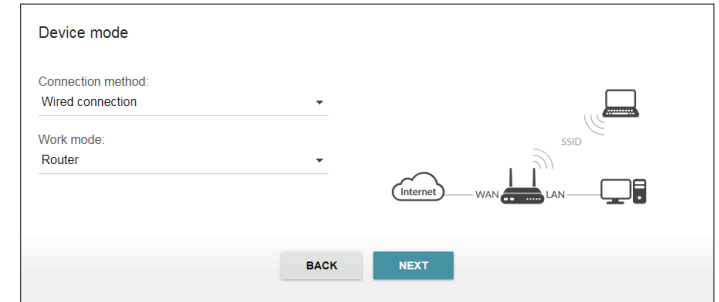 Device mode
Connection method:
Wired connection
Work mode:
Router
SSID
Internet
WAN
LAN
BACK
NEXT